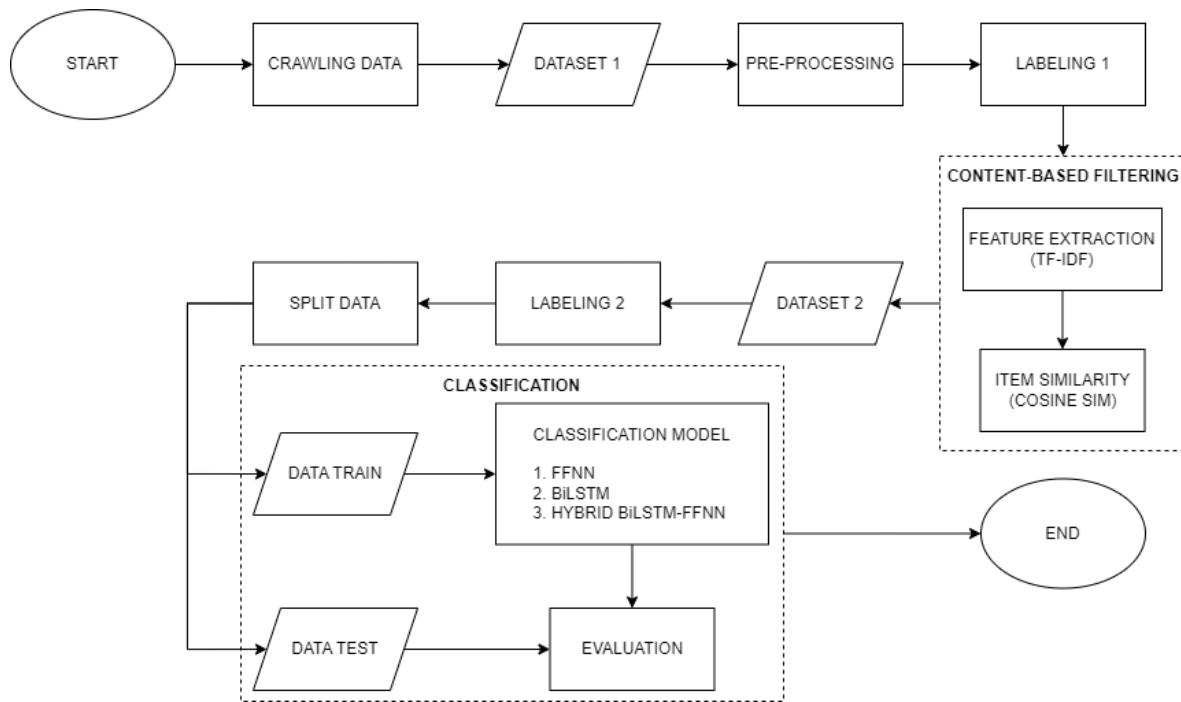 START
CRAWLING DATA
DATASET 1
PRE-PROCESSING
LABELING 1
CONTENT-BASED FILTERING
FEATURE EXTRACTION
(TF-IDF)
ITEM SIMILARITY
(COSINE SIM)
DATASET 2
LABELING 2
SPLIT DATA
CLASSIFICATION
DATA TRAIN
CLASSIFICATION MODEL
1. FFNN
2. BiLSTM
3. HYBRID BiLSTM-FFNN
DATA TEST
EVALUATION
END